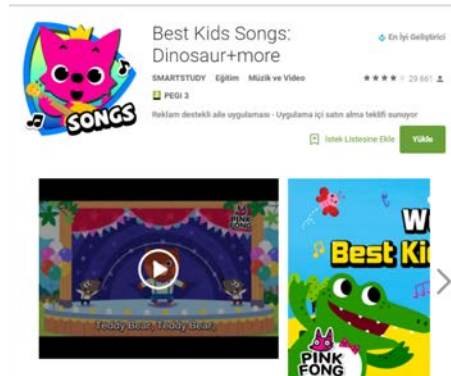 Best Kids Songs:
Dinosaur+more
En İyi Geliştirici
SMARTSTUDY Eğitim Müzik ve Video
29.661
PEGI 3
Reklam destekli aile uygulaması - Uygulama içi satın alma teklifi sunuyor
İstek Listesine Ekle
Yükle
SONGS
PINK
FONG
Teddy Bear, Teddy Bear,
W
Best Ki
PINK
FONG